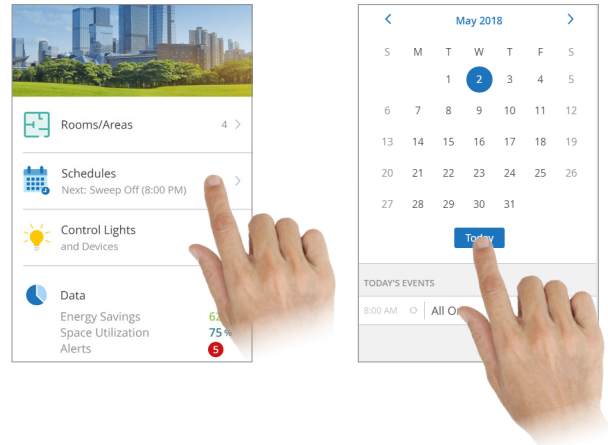 Rooms/Areas 4
Schedules
Next: Sweep Off (8:00 PM)
Control Lights
and Devices
Data
Energy Savings
Space Utilization 75 %
Alerts 5
May 2018
S M T W T F S
1 2 3 4 5
6 7 8 9 10 11 12
13 14 15 16 17 18 19
20 21 22 23 24 25 26
27 28 29 30 31
Today
TODAY'S EVENTS
8:00 AM All